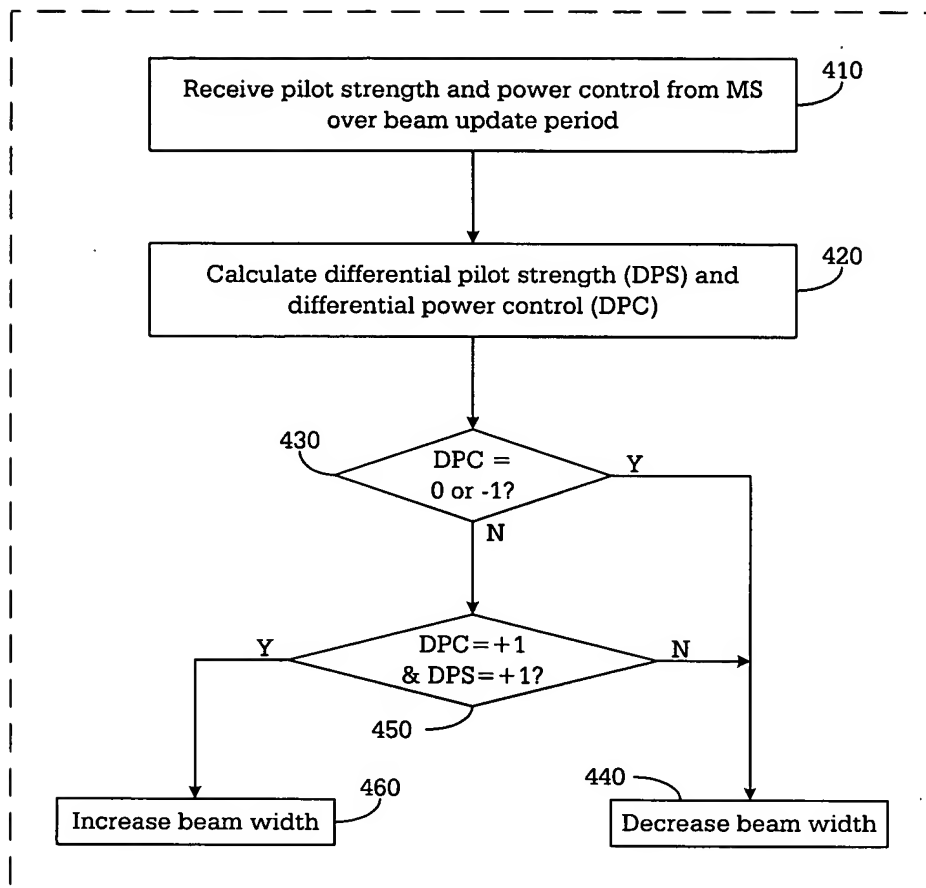 410
Receive pilot strength and power control from MS
over beam update period
420
Calculate differential pilot strength (DPS) and
differential power control (DPC)
430
DPC =
0 or -1?
Y
N
Y
DPC=+1
& DPS=+1?
N
450
460
440
Increase beam width
Decrease beam width